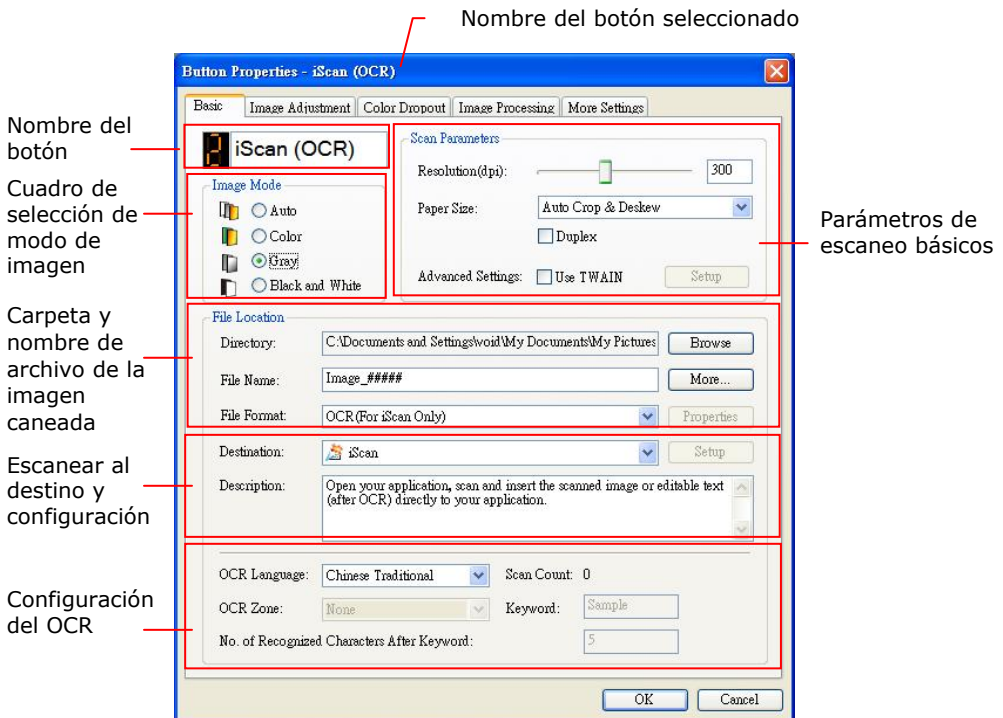 Nombre del botón seleccionado
Button Properties - iScan (OCR)
Basic Image Adjustment Color Dropout Image Processing More Settings
Nombre del
botón
2 iScan (OCR)
Cuadro de
selección de
modo de
imagen
Image Mode
Auto
Color
Gray
Black and White
Scan Parameters
Resolution(dpi): 300
Paper Size: Auto Crop & Deskew
Duplex
Advanced Settings: Use TWAIN Setup
Parámetros de
escaneo básicos
Carpeta y
nombre de
archivo de la
imagen
caneada
File Location
Directory: C:\Documents and Settings\void\My Documents\My Pictures Browse
File Name: Image_##### More...
File Format: OCR(For iScan Only) Properties
Escanear al
destino y
configuración
Destination: iScan Setup
Description: Open your application, scan and insert the scanned image or editable text
(after OCR) directly to your application.
Configuración
del OCR
OCR Language: Chinese Traditional Scan Count: 0
OCR Zone: None Keyword: Sample
No. of Recognized Characters After Keyword: 5
OK Cancel